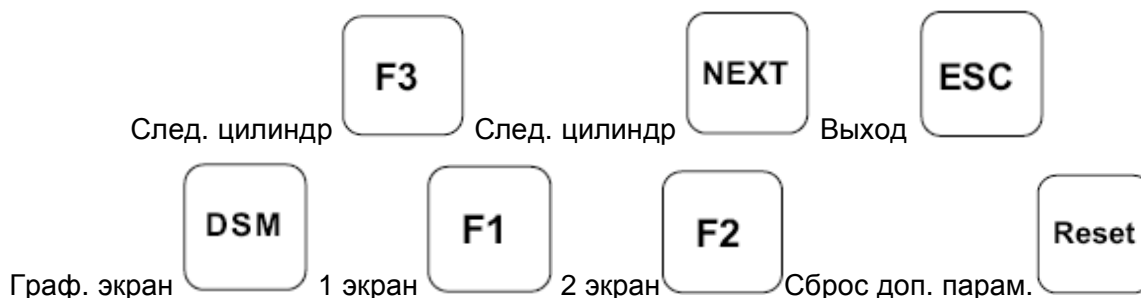 След. цилиндр F3 След. цилиндр NEXT Выход ESC
Граф. экран DSM 1 экран F1 2 экран F2 Сброс доп. парам. Reset